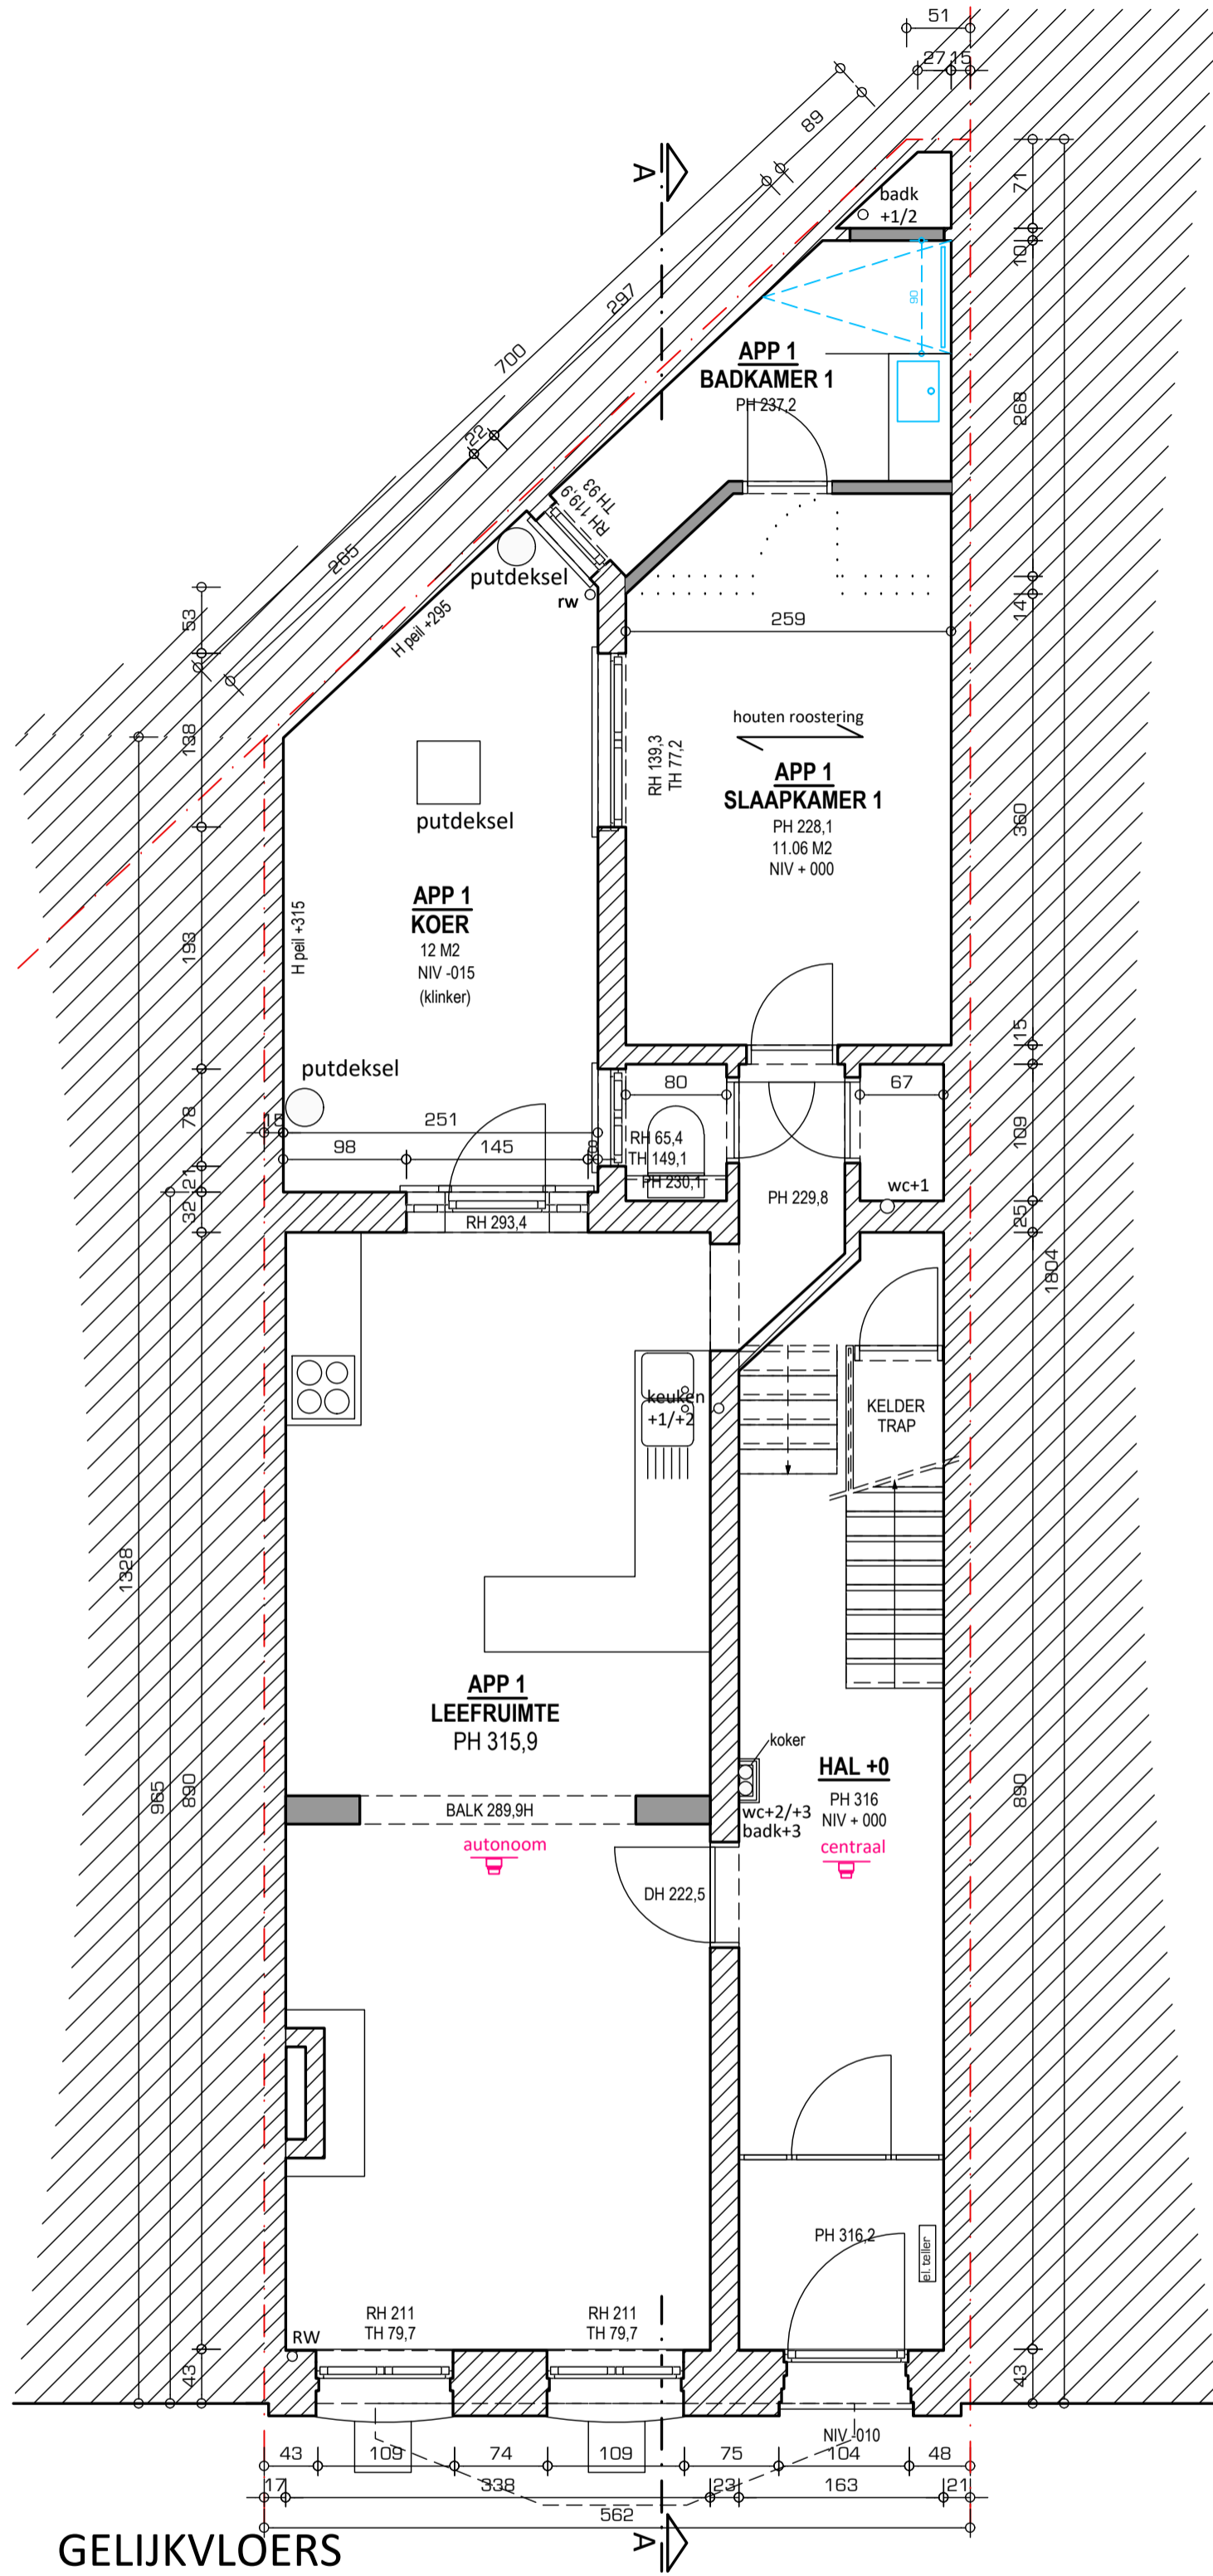 51
27 15
89
71
A
badk
+1/2
10
297
90
700
APP 1
BADKAMER 1
PH 237,2
268
22
RH 119,9
TH 93
265
putdeksel
rw
H peil +295
53
14
259
138
houten roostering
RH 139,3
TH 77,2
APP 1
SLAAPKAMER 1
PH 228,1
11.06 M2
NIV + 000
putdeksel
360
APP 1
KOER
12 M2
NIV -015
(klinker)
H peil +315
193
15
putdeksel
80
67
78
18
251
98
145
8
RH 65,4
TH 149,1
PH 230,1
109
21
PH 229,8
wc+1
32
RH 293,4
25
1804
keuken
+1/+2
KELDER
TRAP
1328
APP 1
LEEFRUIMTE
PH 315,9
koker
HAL +0
PH 316
NIV + 000
965
890
890
BALK 289,9H
wc+2/+3
badk+3
autonoom
centraal
DH 222,5
PH 316,2
el. teller
RH 211
TH 79,7
RH 211
TH 79,7
RW
43
43
NIV -010
43 109 74 109 75 104 48
17 338 23 163 21
562
A
GELIJKVLOERS